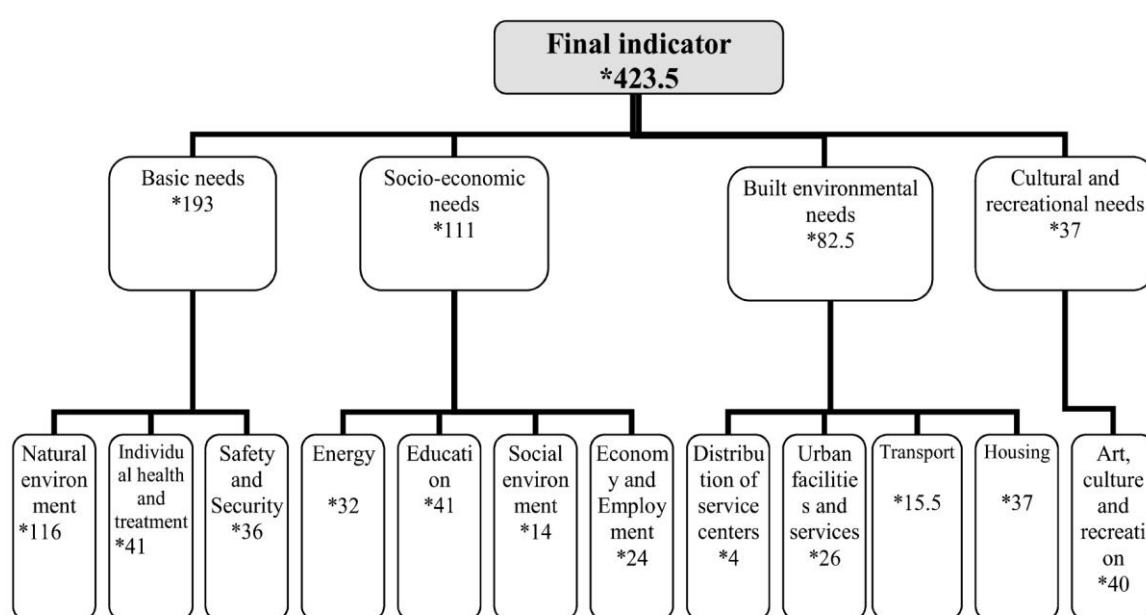 Final indicator
*423.5
Basic needs
*193
Socio-economic
needs
*111
Built environmental
needs
*82.5
Cultural and
recreational needs
*37
Natural
environ
ment
*116
Individu
al health
and
treatment
*41
Safety
and
Security
*36
Energy
*32
Educati
on
*41
Social
environ
ment
*14
Econom
y and
Employ
ment
*24
Distribu
tion of
service
centers
*4
Urban
facilitie
s and
services
*26
Transport
*15.5
Housing
*37
Art,
culture
and
recreati
on
*40